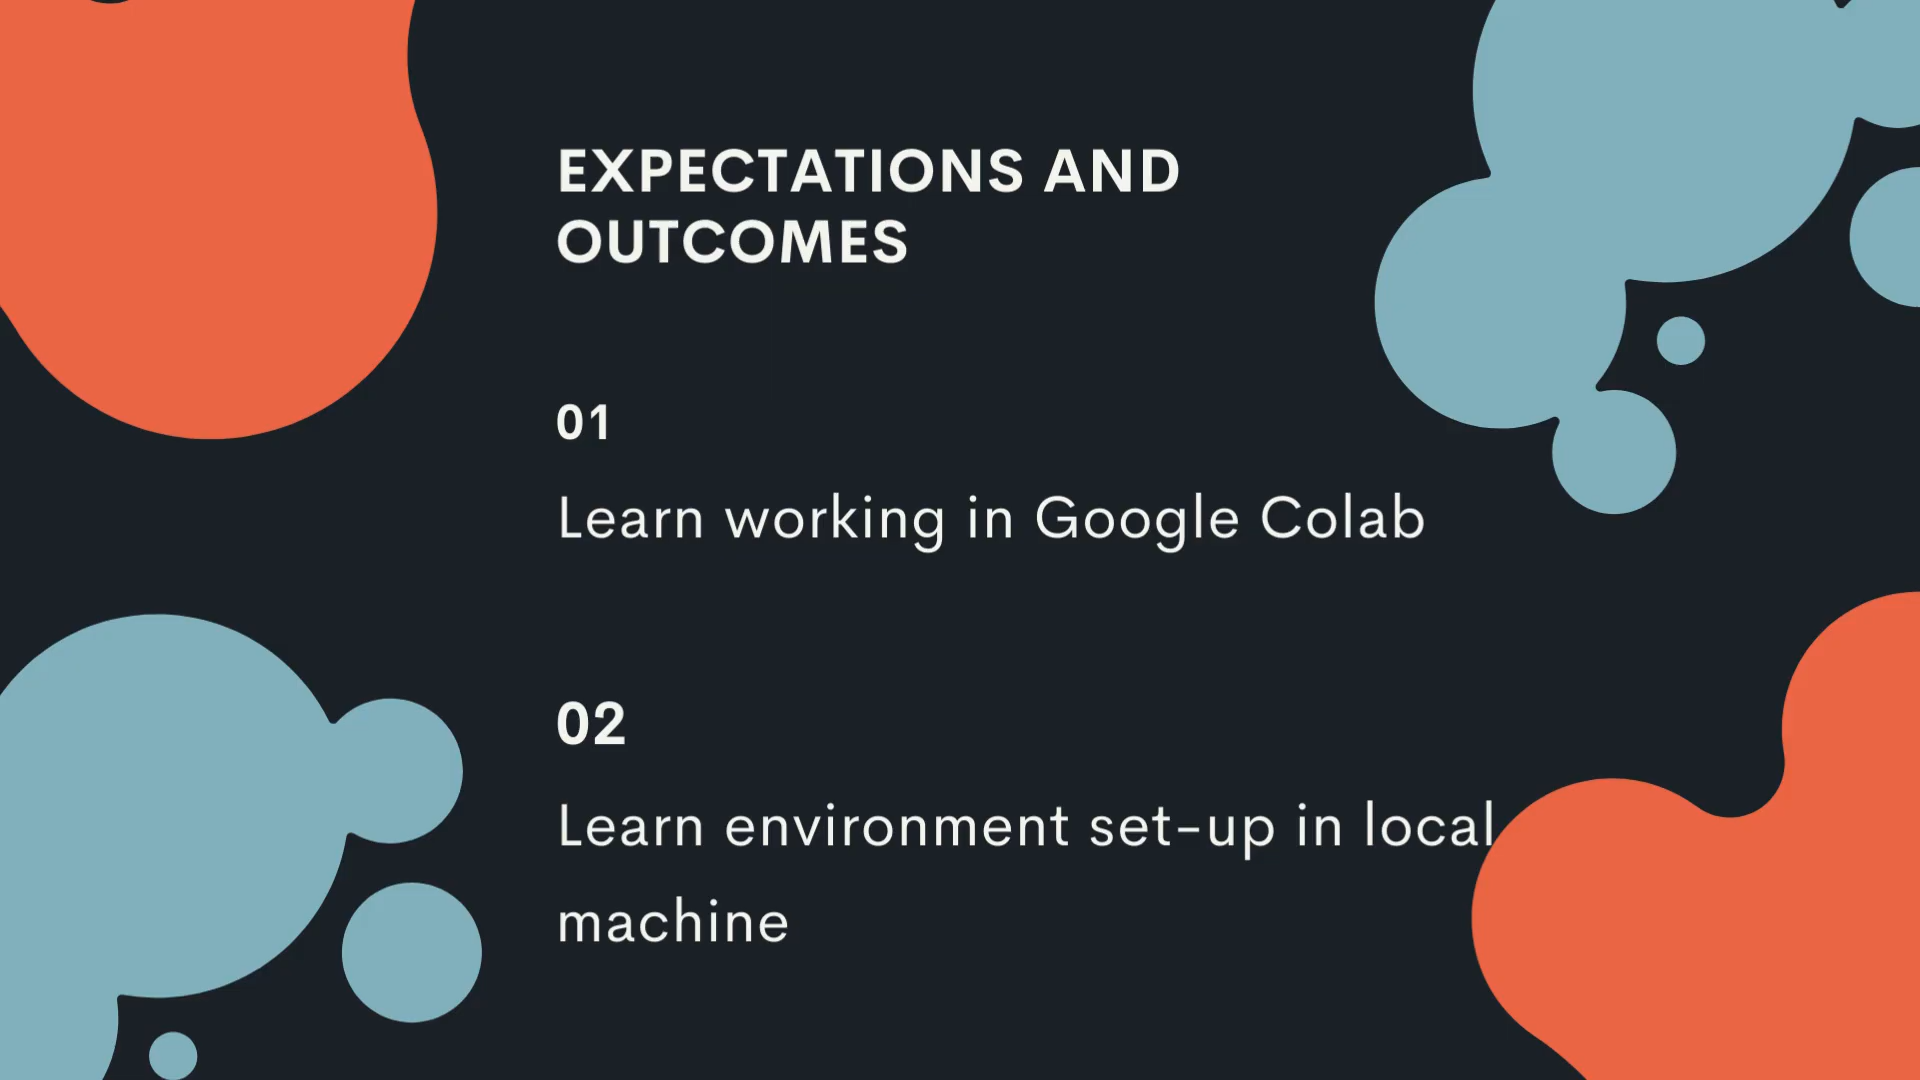 EXPECTATIONS AND
OUTCOMES
01
Learn working in Google Colab
02
Learn environment set-up in local
machine